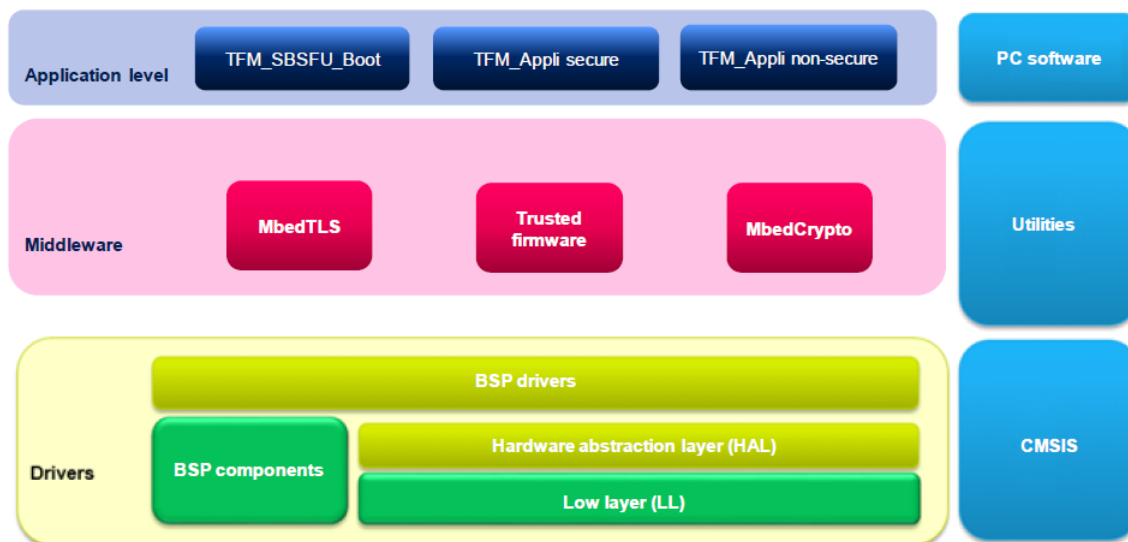 Application level
TFM_SBSFU_Boot
TFM_Appli secure
TFM_Appli non-secure
PC software
Middleware
MbedTLS
Trusted
firmware
MbedCrypto
Utilities
Drivers
BSP drivers
BSP components
Hardware abstraction layer (HAL)
Low layer (LL)
CMSIS